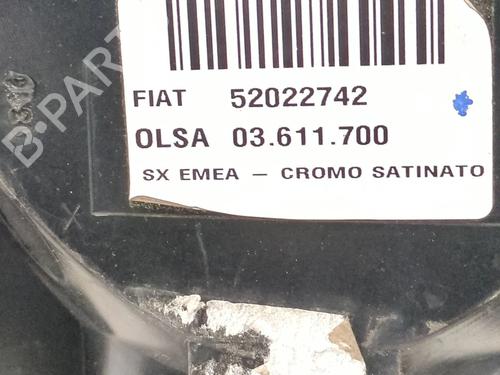 FIAT 52022742
OLSA 03.611.700
SX EMEA – CROMO SATINATO
B-PARTS